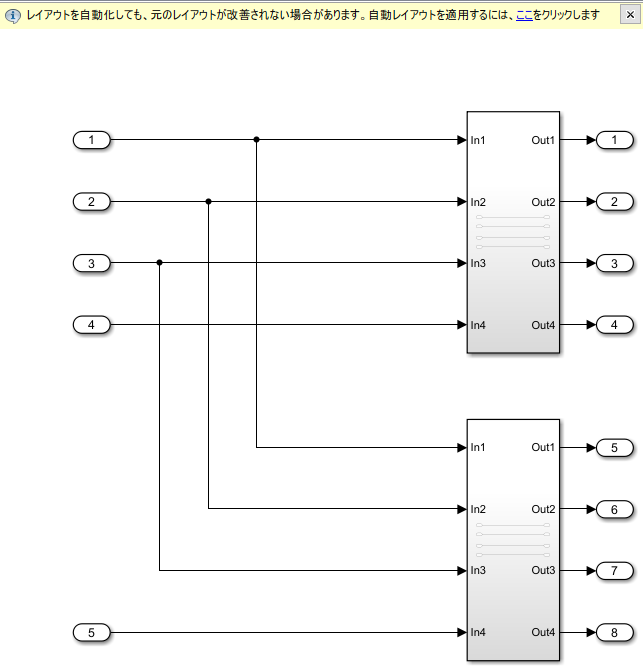 レイアウトを自動化しても、元のレイアウトが改善されない場合があります。自動レイアウトを適用するには、ここをクリックします
1 In1 Out1 1
2 In2 Out2 2
3 In3 Out3 3
4 In4 Out4 4
In1 Out1 5
In2 Out2 6
In3 Out3 7
5 In4 Out4 8